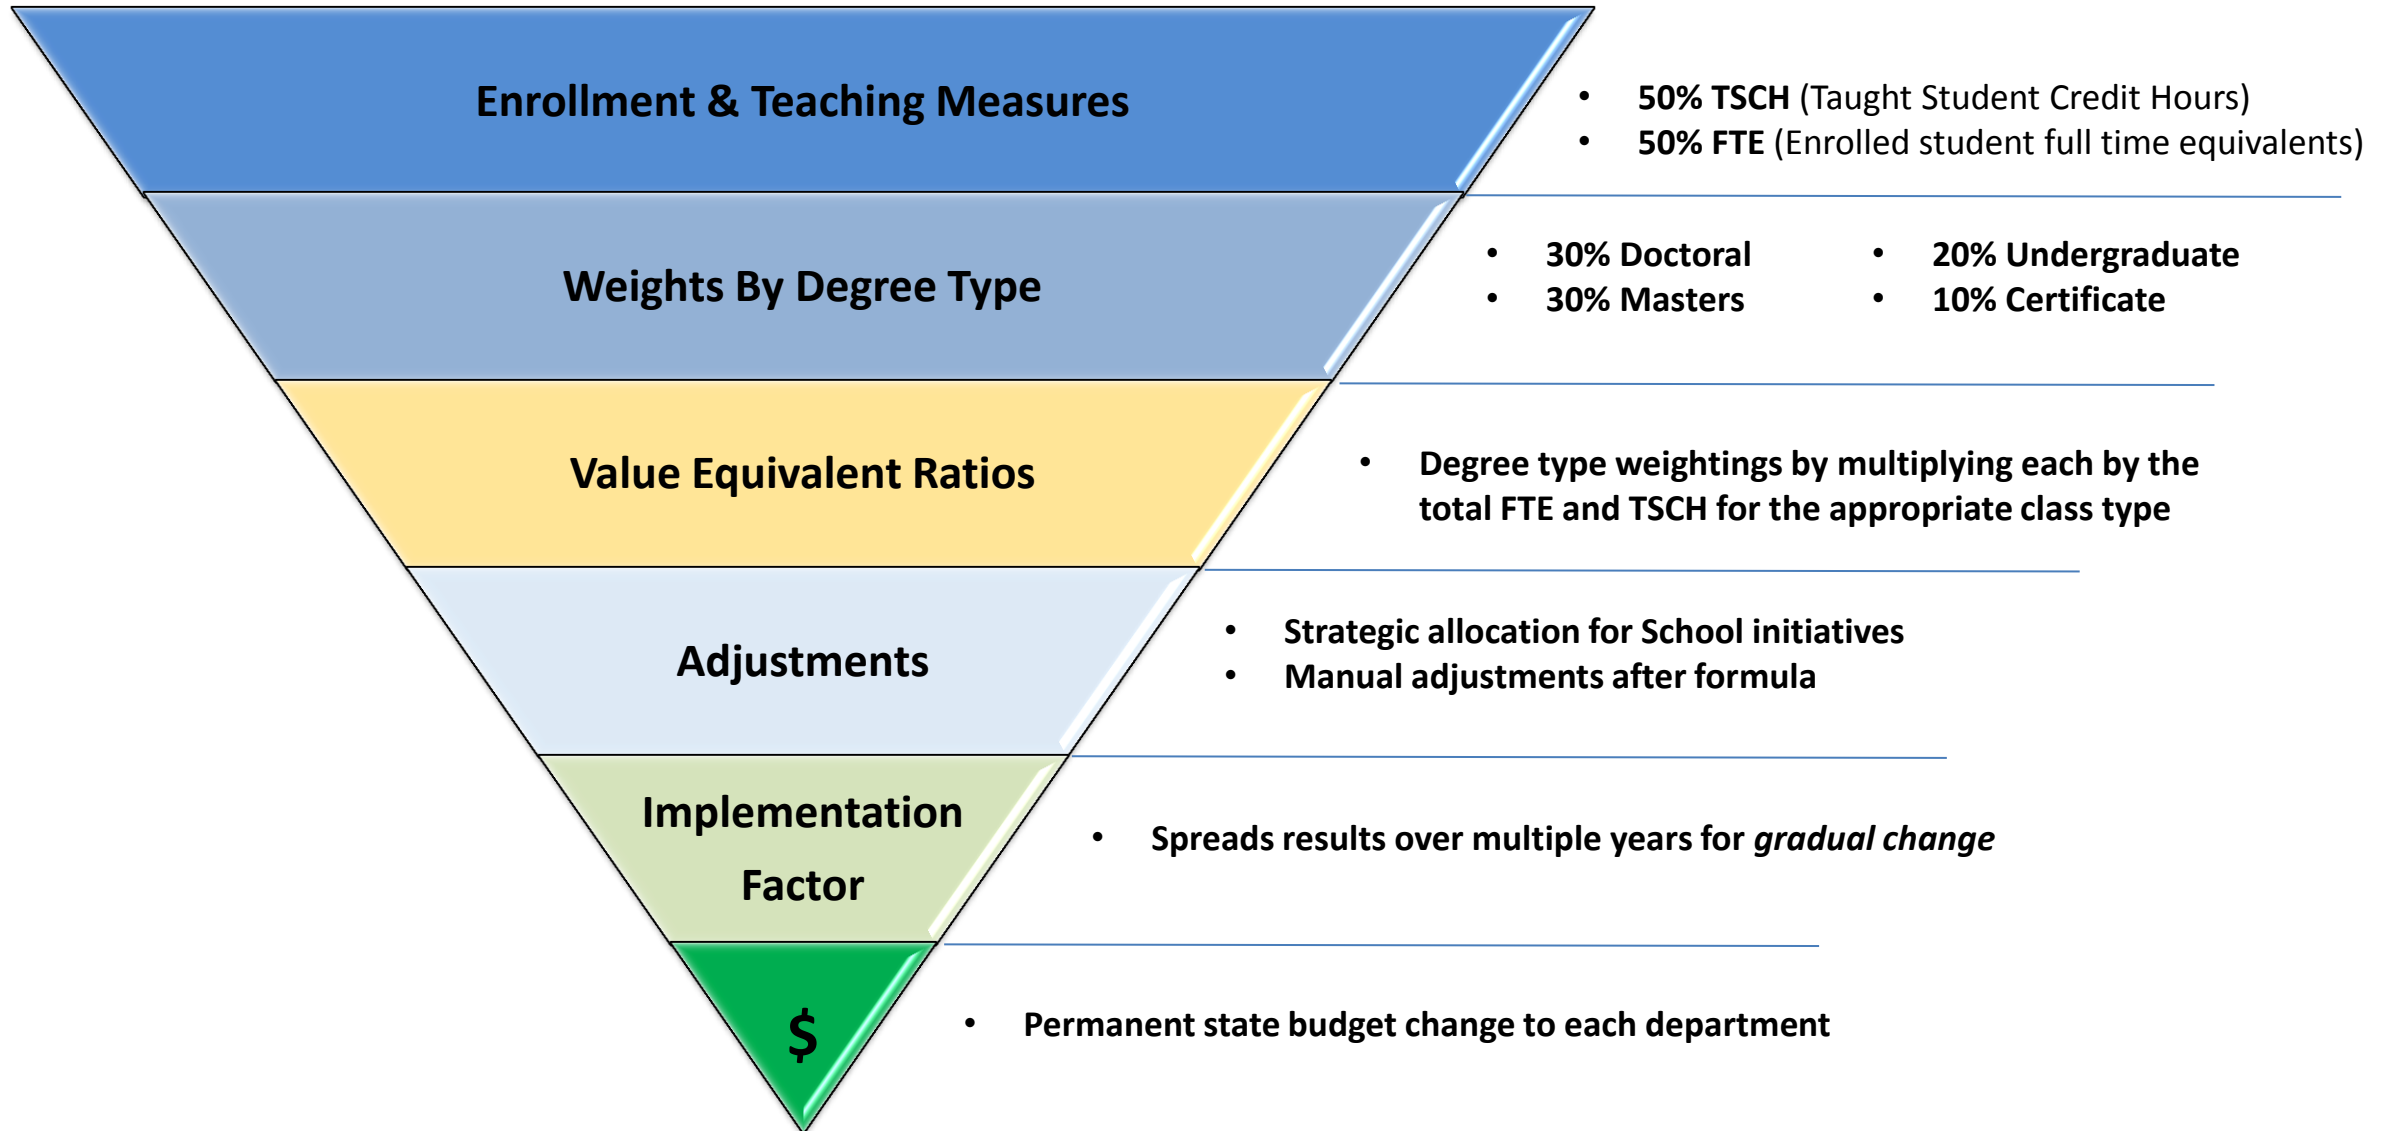 Enrollment & Teaching Measures
• 50% TSCH (Taught Student Credit Hours)
• 50% FTE (Enrolled student full time equivalents)
Weights By Degree Type
• 30% Doctoral
• 30% Masters
• 20% Undergraduate
• 10% Certificate
Value Equivalent Ratios
• Degree type weightings by multiplying each by the
total FTE and TSCH for the appropriate class type
Adjustments
• Strategic allocation for School initiatives
• Manual adjustments after formula
Implementation
Factor
• Spreads results over multiple years for gradual change
$
• Permanent state budget change to each department